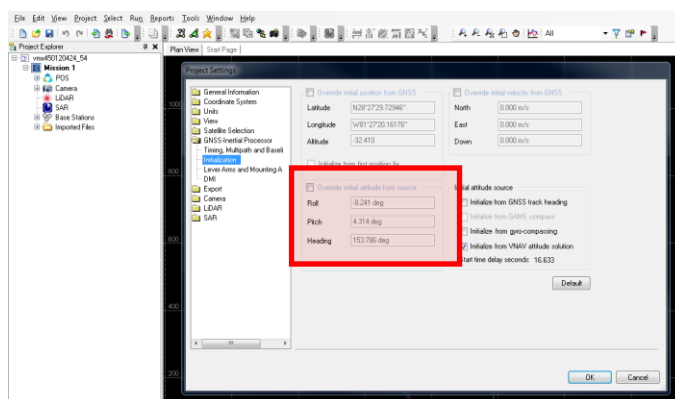 File Edit View Project Select Run Reports Tools Window Help
All
Project Explorer
Plan View Start Page
vmx450120424_54
Mission 1
POS
Camera
LiDAR
SAR
Base Stations
Imported Files
Project Settings
General Information
Coordinate System
Units
View
Satellite Selection
GNSS-Inertial Processor
Timing, Multipath and Baseli
Initialization
Lever Arms and Mounting A
DMI
Export
Camera
LiDAR
SAR
Override initial position from GNSS
Latitude N28°27'29.72946"
Longitude W81°27'20.16176"
Altitude -32.410
Initialize from first position fix
Override initial velocity from GNSS
North 0.000 m/s
East 0.000 m/s
Down 0.000 m/s
Override initial attitude from source
Roll -0.241 deg
Pitch 4.314 deg
Heading 153.786 deg
Initial attitude source
Initialize from GNSS track heading
Initialize from GAMS compass
Initialize from gyro-compassing
Initialize from VNAV attitude solution
Start time delay seconds: 16.633
Default
OK Cancel
400
200